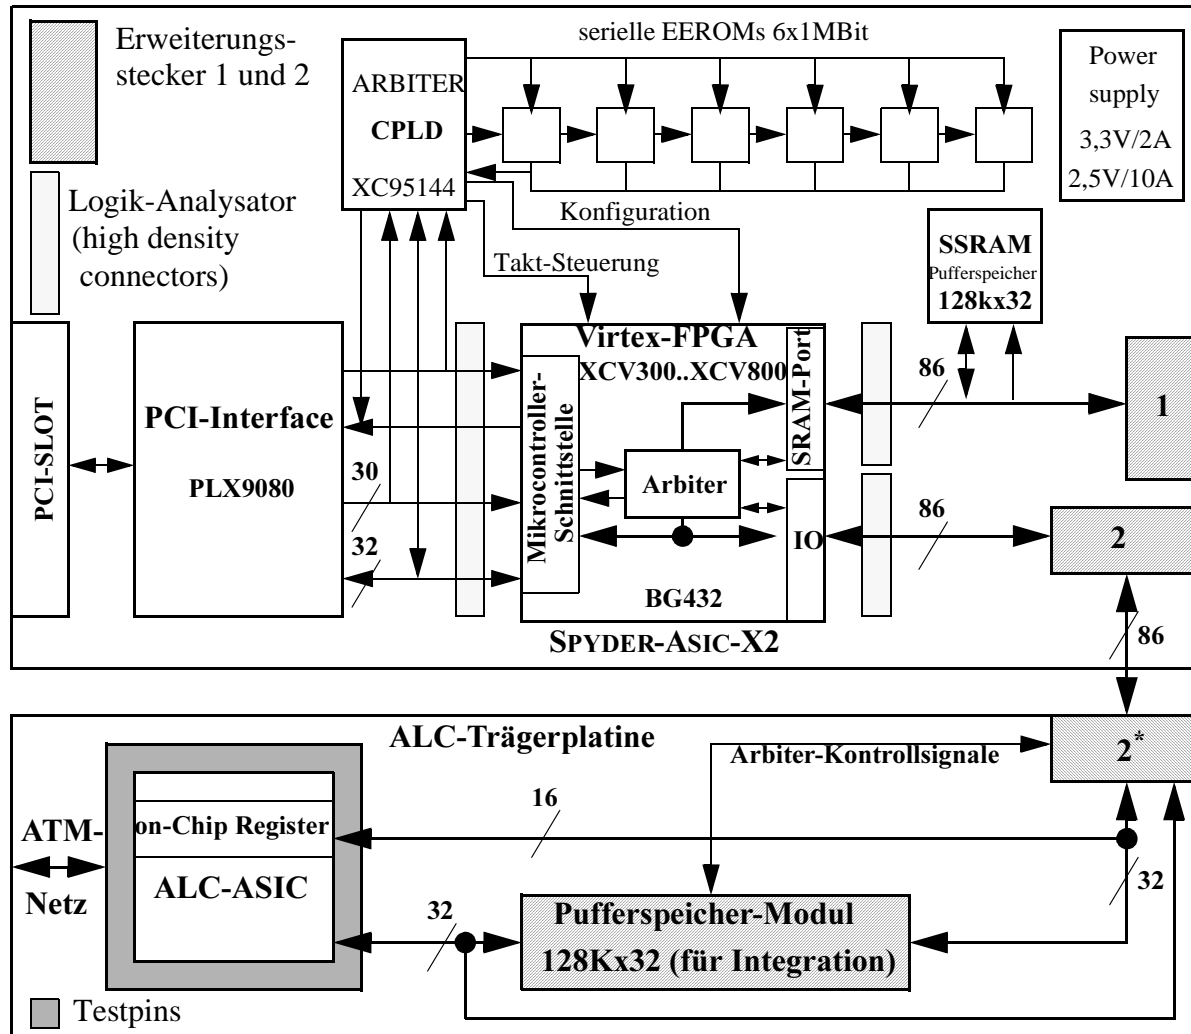 Erweiterungs-
stecker 1 und 2
Logik-Analysator
(high density
connectors)
serielle EEROMs 6x1MBit
ARBITER
CPLD
XC95144
Power
supply
3,3V/2A
2,5V/10A
Konfiguration
Takt-Steuerung
SSRAM
Pufferspeicher
128kx32
PCI-SLOT
PCI-Interface
PLX9080
30
32
Virtex-FPGA
XCV300..XCV800
Mikrocontroller-
Schnittstelle
Arbiter
SRAM-Port
IO
BG432
86
86
1
2
SPYDER-ASIC-X2
86
ALC-Trägerplatine
2*
Arbiter-Kontrollsignale
ATM-
Netz
on-Chip Register
ALC-ASIC
16
32
32
Pufferspeicher-Modul
128Kx32 (für Integration)
Testpins